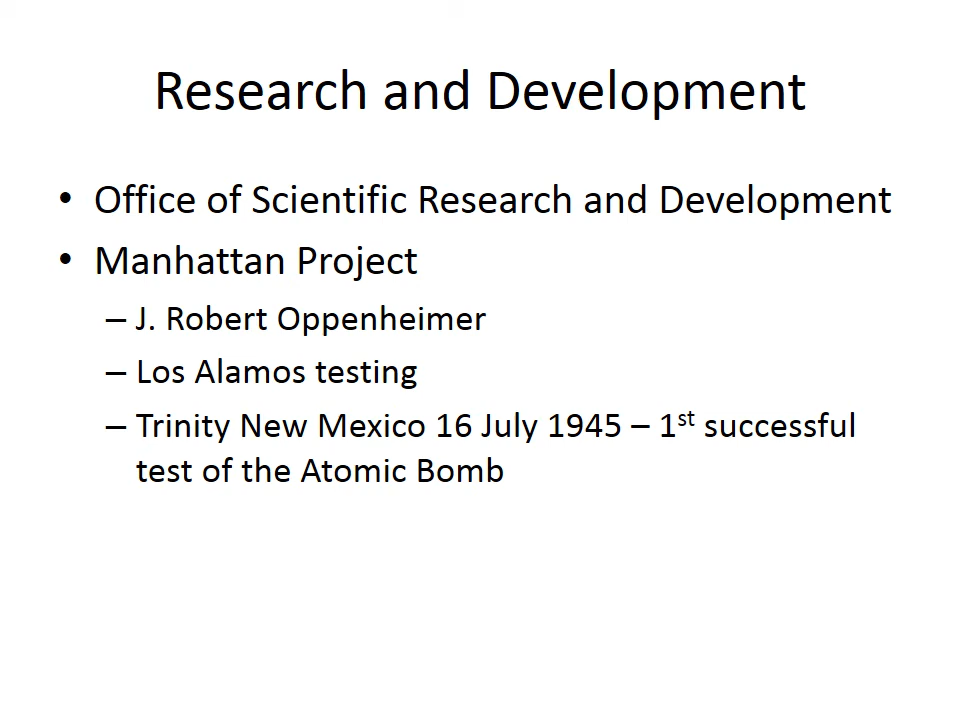 Research and Development
• Office of Scientific Research and Development
• Manhattan Project
– J. Robert Oppenheimer
– Los Alamos testing
– Trinity New Mexico 16 July 1945 – 1st successful
test of the Atomic Bomb